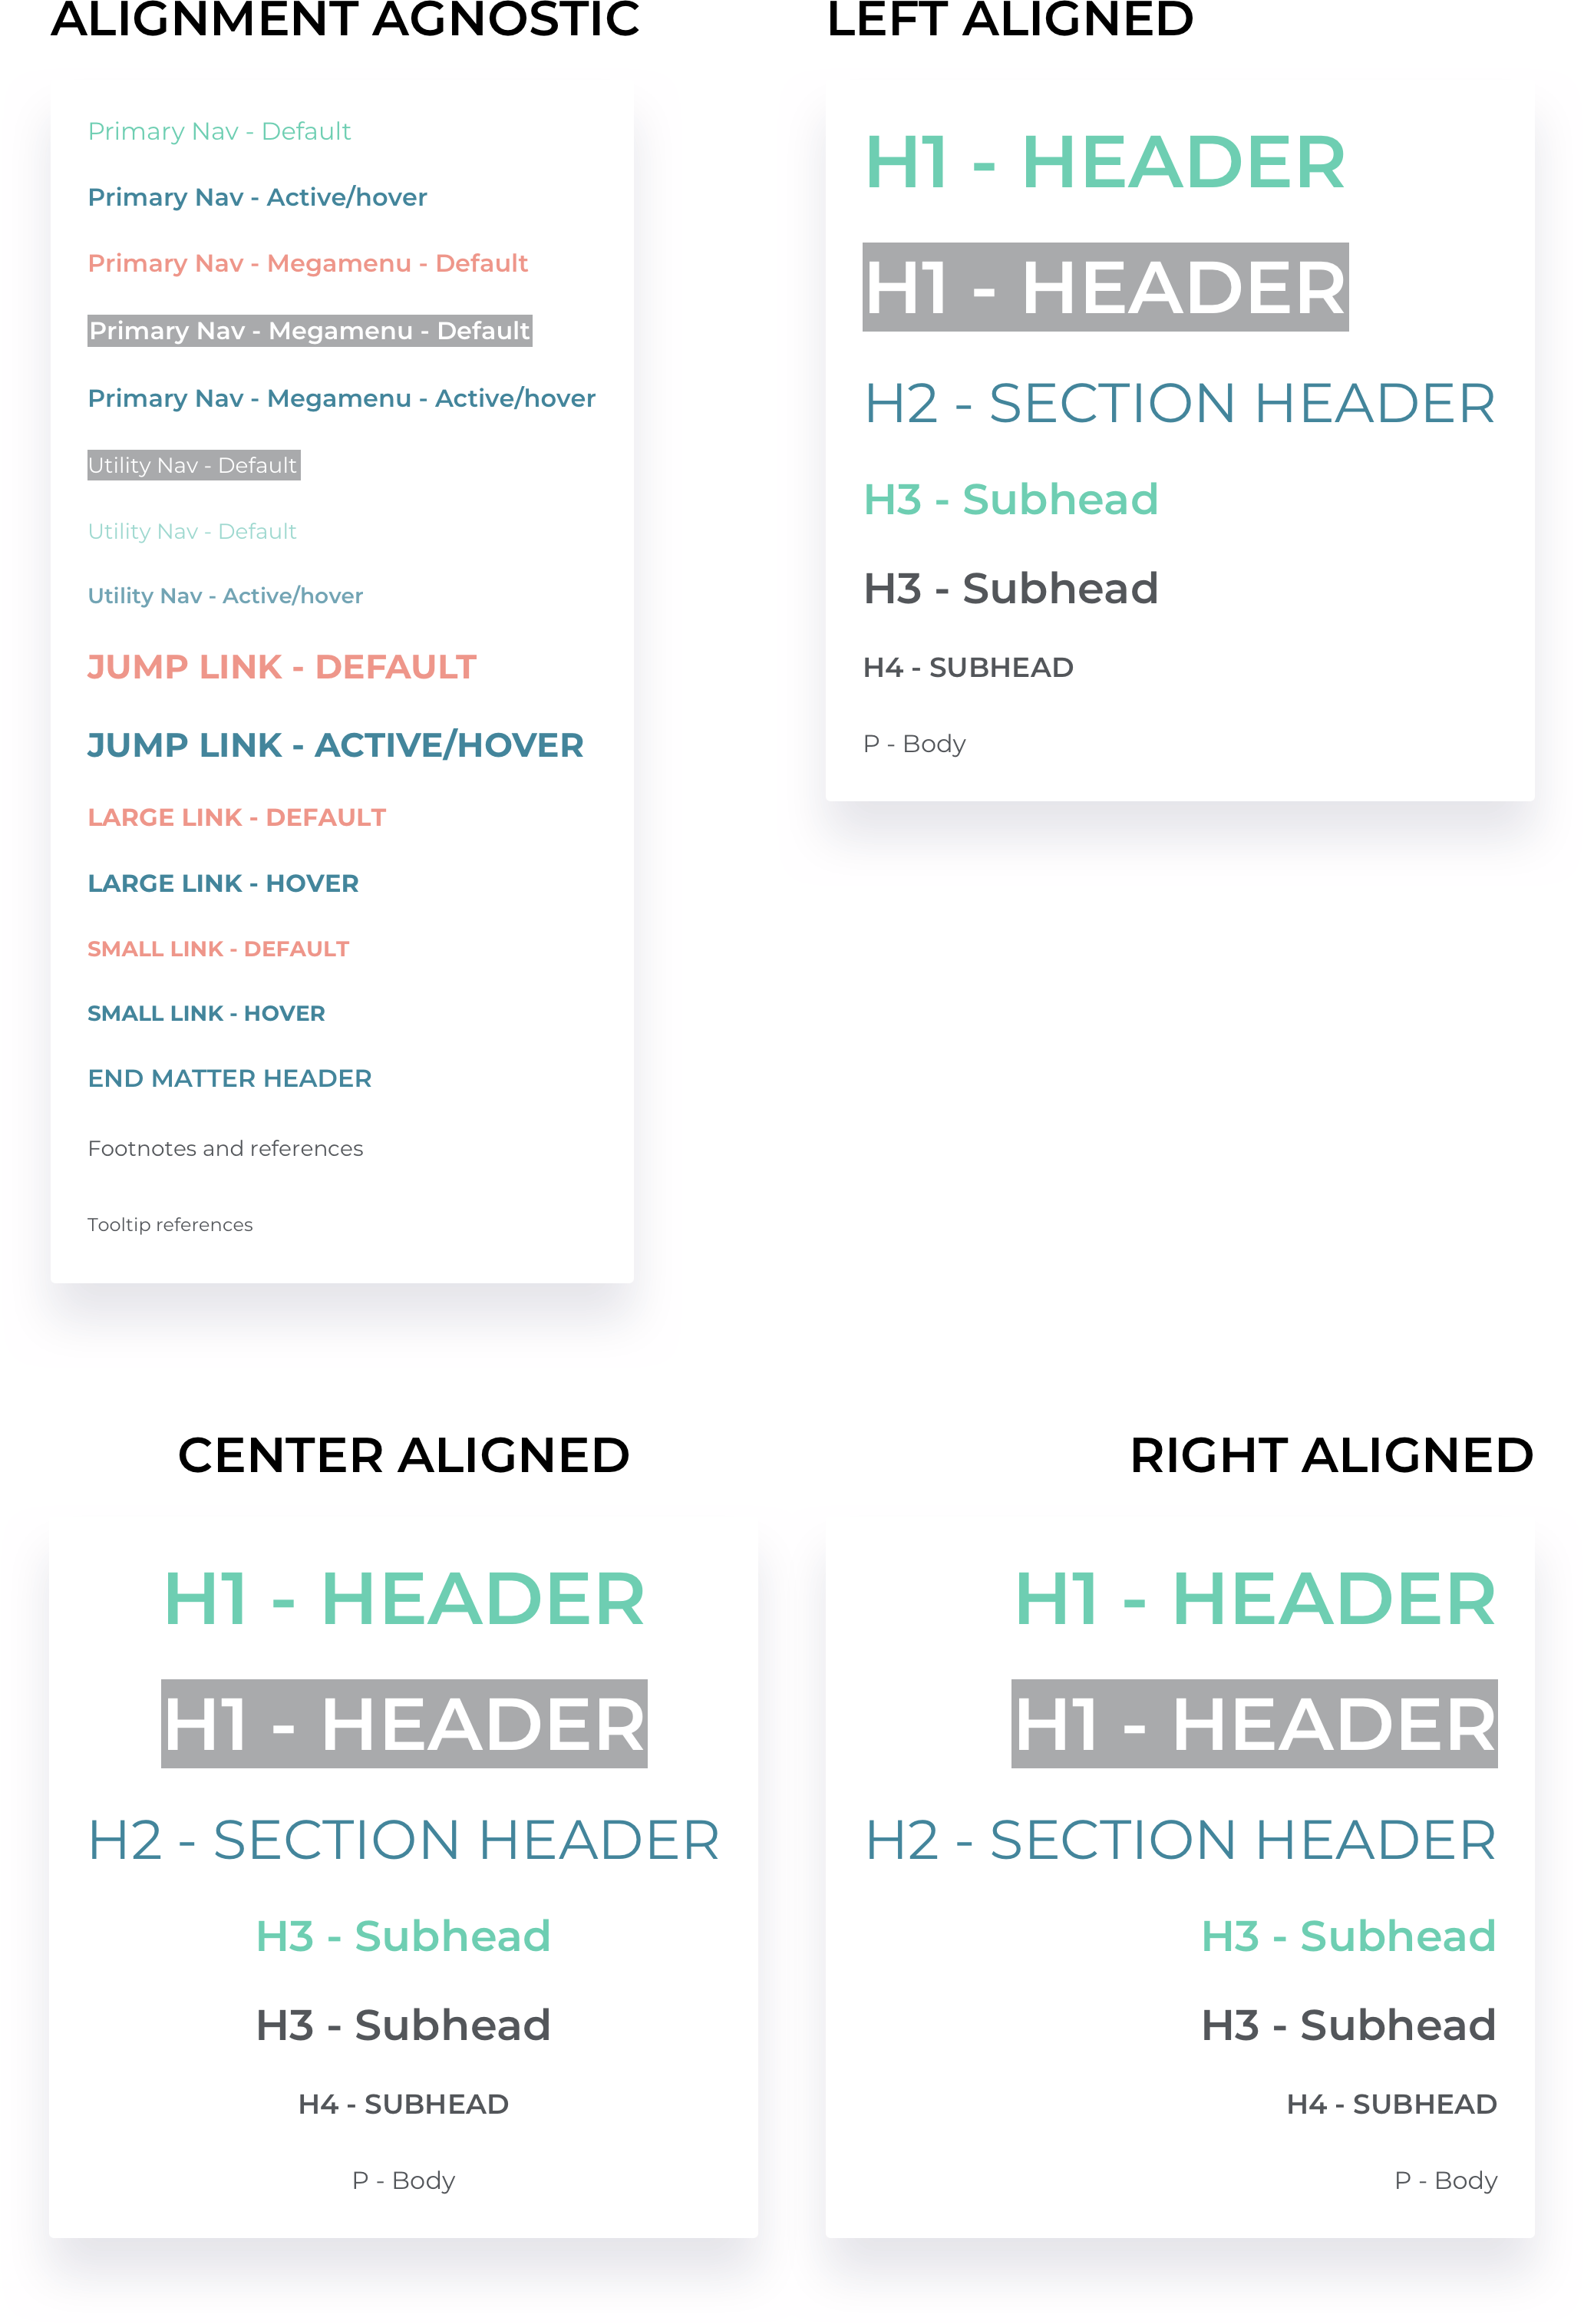 ALIGNMENT AGNOSTIC
Primary Nav - Default
Primary Nav - Active/hover
Primary Nav - Megamenu - Default
Primary Nav - Megamenu - Default
Primary Nav - Megamenu - Active/hover
Utility Nav - Default
Utility Nav - Default
Utility Nav - Active/hover
JUMP LINK - DEFAULT
JUMP LINK - ACTIVE/HOVER
LARGE LINK - DEFAULT
LARGE LINK - HOVER
SMALL LINK - DEFAULT
SMALL LINK - HOVER
END MATTER HEADER
Footnotes and references
Tooltip references
LEFT ALIGNED
H1 - HEADER
H1 - HEADER
H2 - SECTION HEADER
H3 - Subhead
H3 - Subhead
H4 - SUBHEAD
P - Body
CENTER ALIGNED
H1 - HEADER
H1 - HEADER
H2 - SECTION HEADER
H3 - Subhead
H3 - Subhead
H4 - SUBHEAD
P - Body
RIGHT ALIGNED
H1 - HEADER
H1 - HEADER
H2 - SECTION HEADER
H3 - Subhead
H3 - Subhead
H4 - SUBHEAD
P - Body